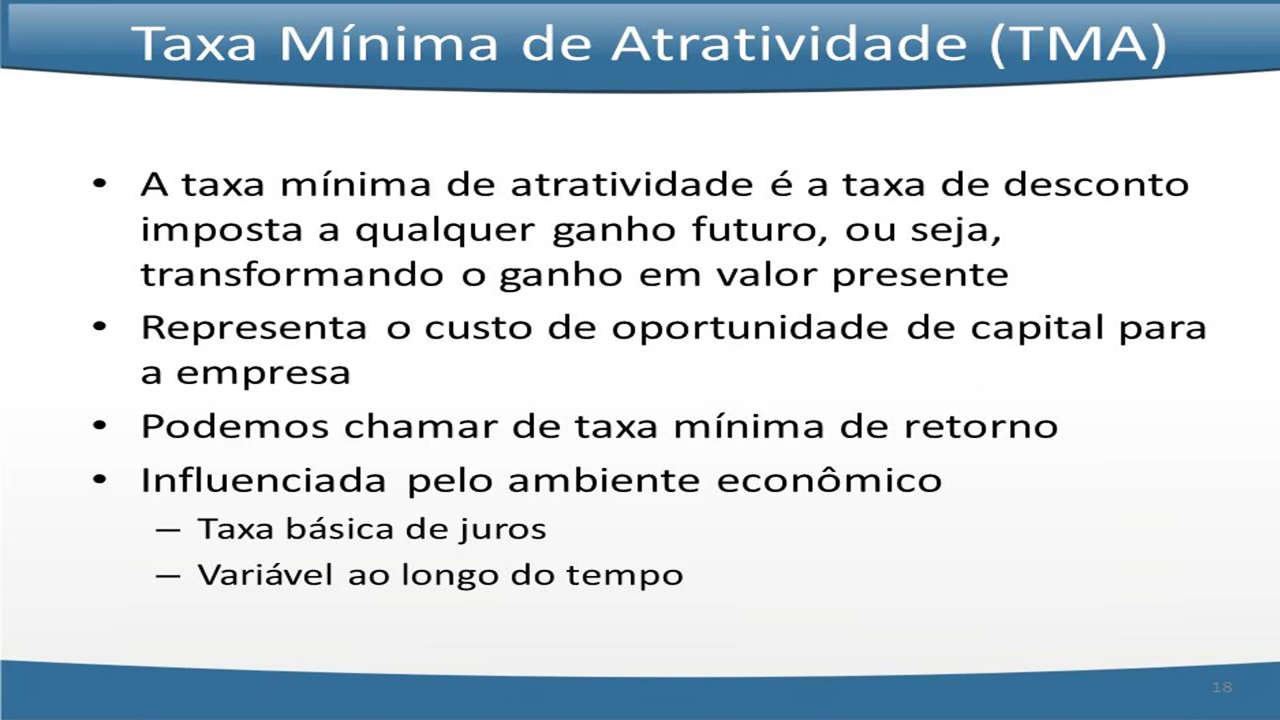 Taxa Mínima de Atratividade (TMA)
• A taxa mínima de atratividade é a taxa de desconto
imposta a qualquer ganho futuro, ou seja,
transformando o ganho em valor presente
• Representa o custo de oportunidade de capital para
a empresa
• Podemos chamar de taxa mínima de retorno
• Influenciada pelo ambiente econômico
– Taxa básica de juros
– Variável ao longo do tempo
18